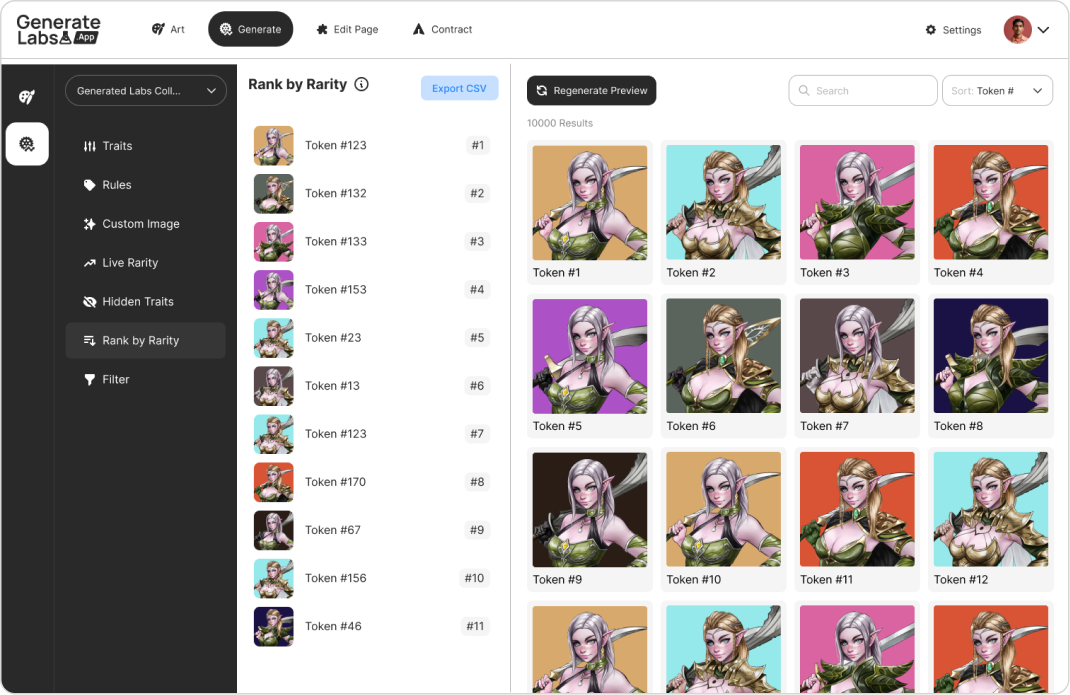 Generate
Labs App
Art
Generate
Edit Page
Contract
Settings
Generated Labs Coll...
Traits
Rules
Custom Image
Live Rarity
Hidden Traits
Rank by Rarity
Filter
Rank by Rarity
Export CSV
Token #123 #1
Token #132 #2
Token #133 #3
Token #153 #4
Token #23 #5
Token #13 #6
Token #123 #7
Token #170 #8
Token #67 #9
Token #156 #10
Token #46 #11
Regenerate Preview
Search
Sort: Token #
10000 Results
Token #1
Token #2
Token #3
Token #4
Token #5
Token #6
Token #7
Token #8
Token #9
Token #10
Token #11
Token #12